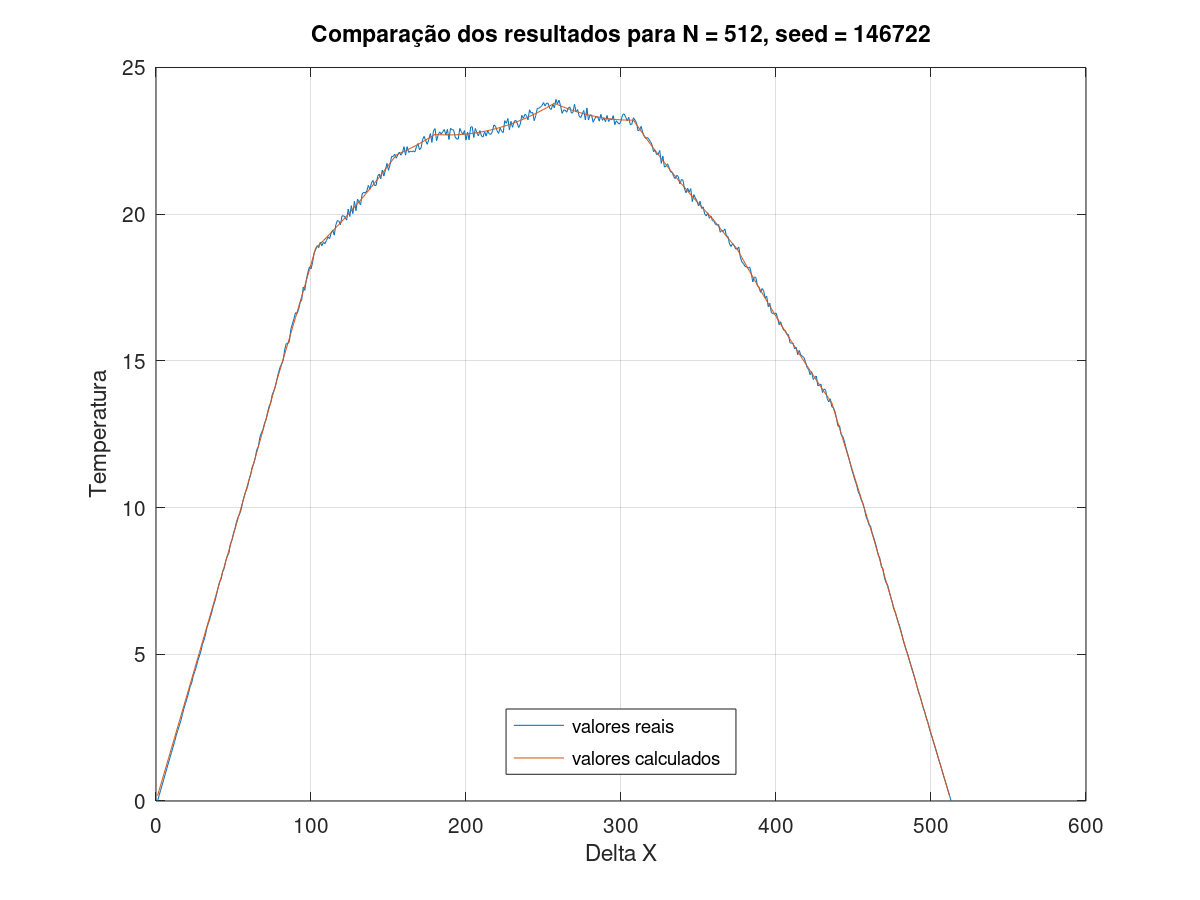 Comparação dos resultados para N = 512, seed = 146722
25
20
15
10
5
0
Temperatura
valores reais
valores calculados
0 100 200 300 400 500 600
Delta X